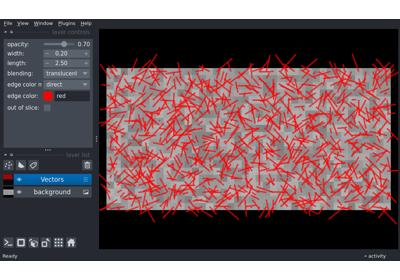 File View Window Plugins Help
layer controls
opacity: 0.70
width: 0.20
length: 2.50
blending: translucent
edge color m direct
edge color: red
out of slice:
layer list
Vectors
background
Ready
activity